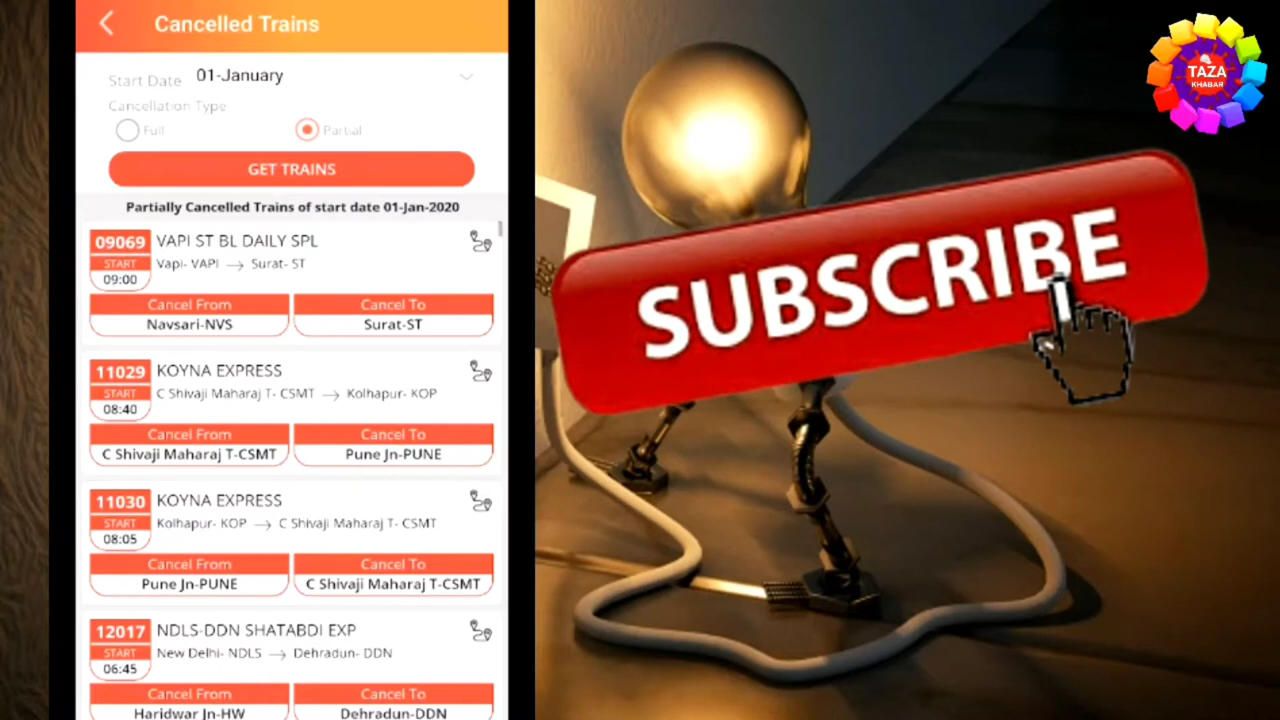 Cancelled Trains
Start Date 01-January
Cancellation Type
Full Partial
GET TRAINS
Partially Cancelled Trains of start date 01-Jan-2020
09069 VAPI ST BL DAILY SPL
START Vapi- VAPI → Surat- ST
09:00
Cancel From Cancel To
Navsari-NVS Surat-ST
11029 KOYNA EXPRESS
START C Shivaji Maharaj T- CSMT → Kolhapur- KOP
08:40
Cancel From Cancel To
C Shivaji Maharaj T-CSMT Pune Jn-PUNE
11030 KOYNA EXPRESS
START Kolhapur- KOP → C Shivaji Maharaj T- CSMT
08:05
Cancel From Cancel To
Pune Jn-PUNE C Shivaji Maharaj T-CSMT
12017 NDLS-DDN SHATABDI EXP
START New Delhi- NDLS → Dehradun- DDN
06:45
Cancel From Cancel To
Haridwar Jn-HW Dehradun-DDN
TAZA
KHABAR
SUBSCRIBE